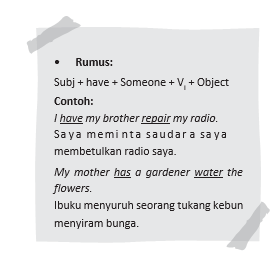 • Rumus:
Subj + have + Someone + V₁ + Object
Contoh:
I have my brother repair my radio.
Saya meminta saudara saya
membetulkan radio saya.
My mother has a gardener water the
flowers.
Ibuku menyuruh seorang tukang kebun
menyiram bunga.